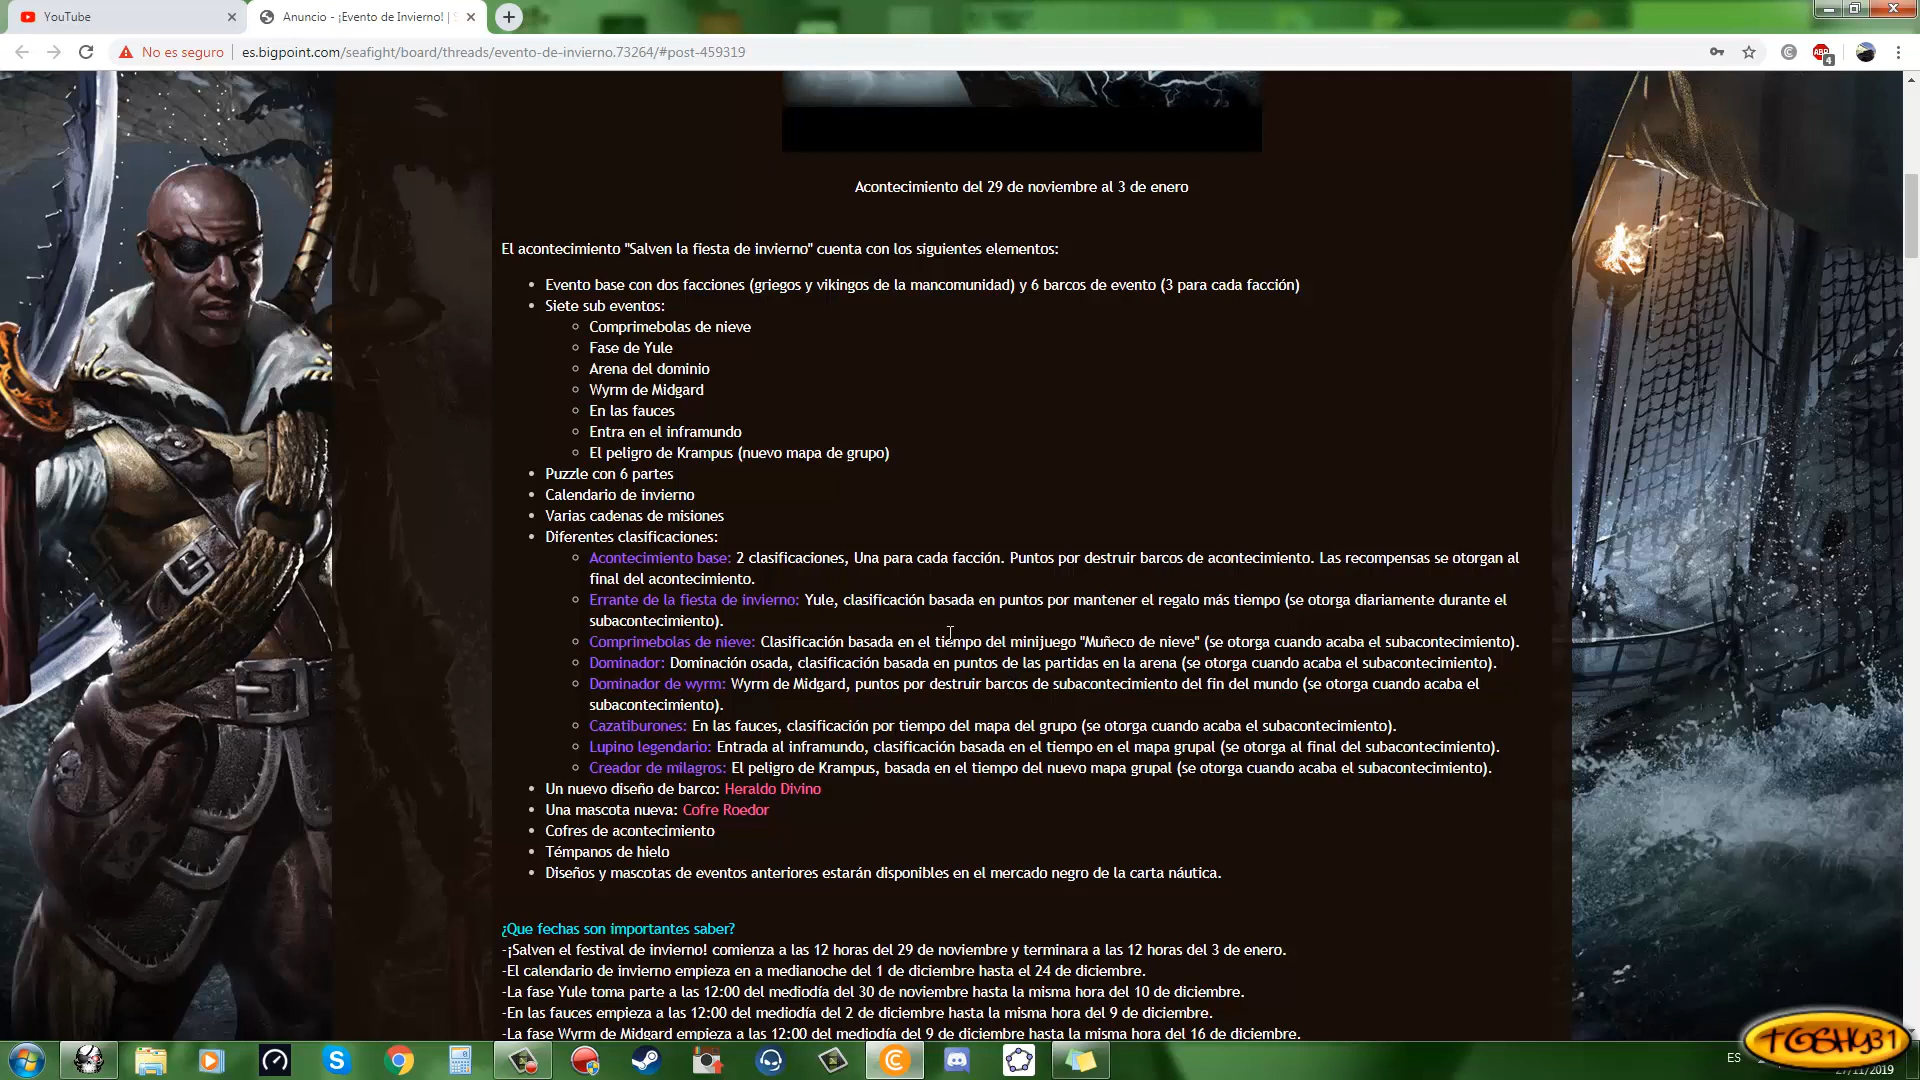 YouTube
Anuncio - ¡Evento de Invierno! |
No es seguro
es.bigpoint.com/seafight/board/threads/evento-de-invierno.73264/#post-459319
ABP
4
Acontecimiento del 29 de noviembre al 3 de enero
El acontecimiento "Salven la fiesta de invierno" cuenta con los siguientes elementos:
Evento base con dos facciones (griegos y vikingos de la mancomunidad) y 6 barcos de evento (3 para cada facción)
Siete sub eventos:
Comprimebolas de nieve
Fase de Yule
Arena del dominio
Wyrm de Midgard
En las fauces
Entra en el inframundo
El peligro de Krampus (nuevo mapa de grupo)
Puzzle con 6 partes
Calendario de invierno
Varias cadenas de misiones
Diferentes clasificaciones:
Acontecimiento base: 2 clasificaciones, Una para cada facción. Puntos por destruir barcos de acontecimiento. Las recompensas se otorgan al
final del acontecimiento.
Errante de la fiesta de invierno: Yule, clasificación basada en puntos por mantener el regalo más tiempo (se otorga diariamente durante el
subacontecimiento).
Comprimebolas de nieve: Clasificación basada en el tiempo del minijuego "Muñeco de nieve" (se otorga cuando acaba el subacontecimiento).
Dominador: Dominación osada, clasificación basada en puntos de las partidas en la arena (se otorga cuando acaba el subacontecimiento).
Dominador de wyrm: Wyrm de Midgard, puntos por destruir barcos de subacontecimiento del fin del mundo (se otorga cuando acaba el
subacontecimiento).
Cazatiburones: En las fauces, clasificación por tiempo del mapa del grupo (se otorga cuando acaba el subacontecimiento).
Lupino legendario: Entrada al inframundo, clasificación basada en el tiempo en el mapa grupal (se otorga al final del subacontecimiento).
Creador de milagros: El peligro de Krampus, basada en el tiempo del nuevo mapa grupal (se otorga cuando acaba el subacontecimiento).
Un nuevo diseño de barco: Heraldo Divino
Una mascota nueva: Cofre Roedor
Cofres de acontecimiento
Témpanos de hielo
Diseños y mascotas de eventos anteriores estarán disponibles en el mercado negro de la carta náutica.
¿Que fechas son importantes saber?
-¡Salven el festival de invierno! comienza a las 12 horas del 29 de noviembre y terminara a las 12 horas del 3 de enero.
-El calendario de invierno empieza en a medianoche del 1 de diciembre hasta el 24 de diciembre.
-La fase Yule toma parte a las 12:00 del mediodía del 30 de noviembre hasta la misma hora del 10 de diciembre.
-En las fauces empieza a las 12:00 del mediodía del 2 de diciembre hasta la misma hora del 9 de diciembre.
-La fase Wyrm de Midgard empieza a las 12:00 del mediodía del 9 de diciembre hasta la misma hora del 16 de diciembre.
ES
TOSHY31
27/11/2019